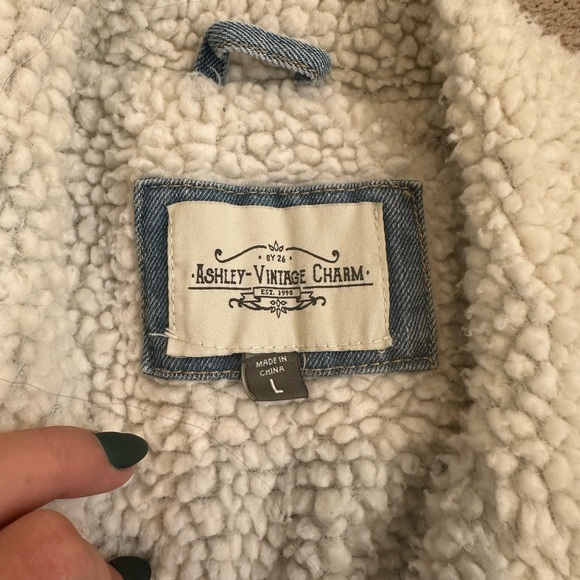 · BY 26 ·
· ASHLEY-VINTAGE CHARM ·
EST. 1998
MADE IN
CHINA
L